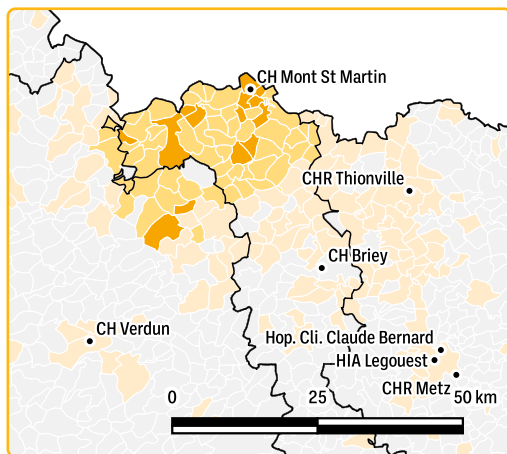 CH Mont St Martin
CHR Thionville
CH Briey
CH Verdun
Hop. Cli. Claude Bernard
HIA Legouest
CHR Metz
0 25 50 km